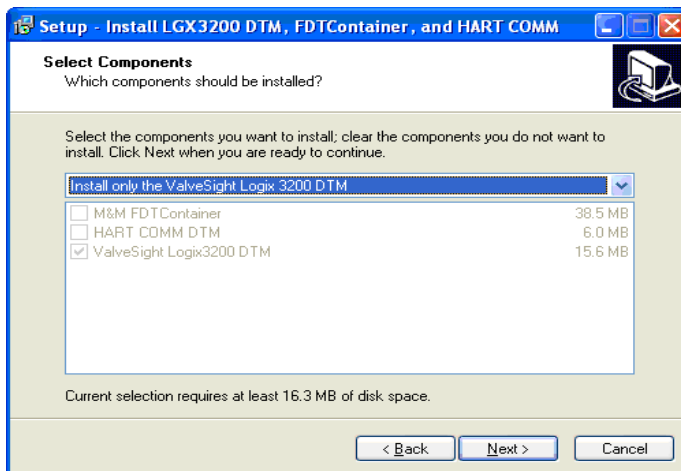 Setup - Install LGX3200 DTM, FDTContainer, and HART COMM
Select Components
Which components should be installed?
Select the components you want to install; clear the components you do not want to
install. Click Next when you are ready to continue.
Install only the ValveSight Logix 3200 DTM
M&M FDTContainer 38.5 MB
HART COMM DTM 6.0 MB
ValveSight Logix3200 DTM 15.6 MB
Current selection requires at least 16.3 MB of disk space.
< Back Next > Cancel